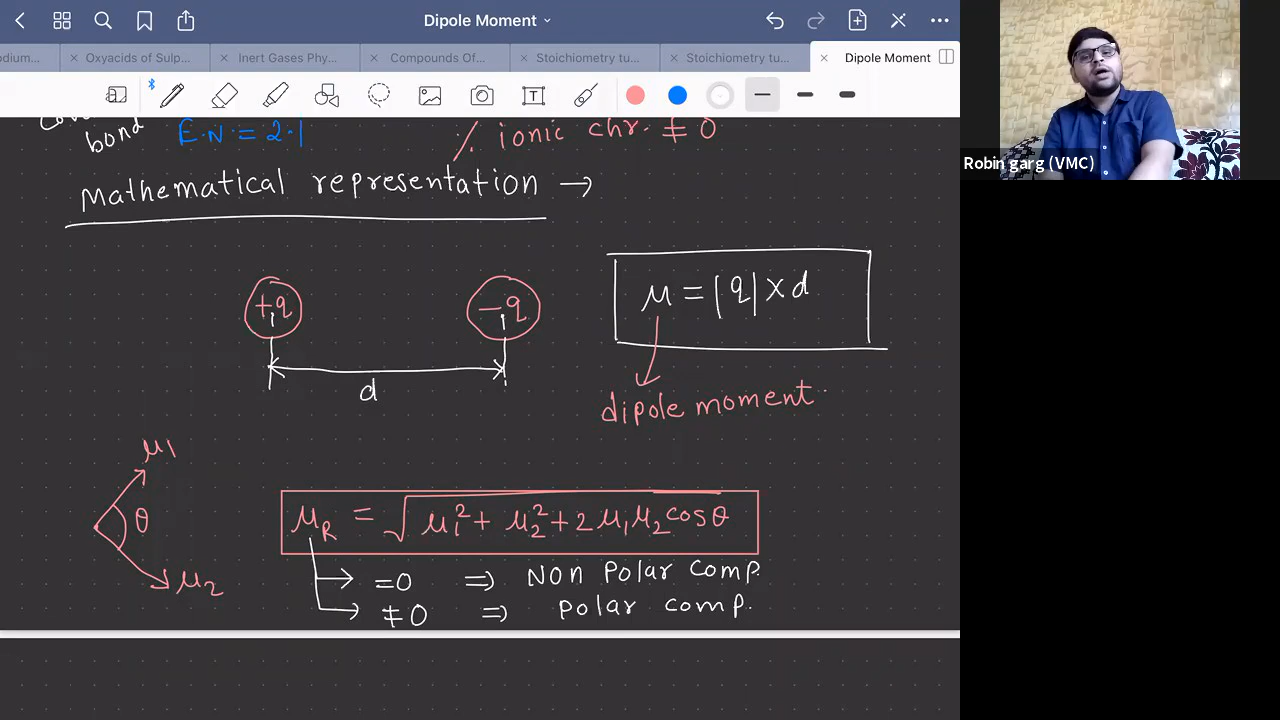 Dipole Moment
odium...
Oxyacids of Sulp...
Inert Gases Phy...
Compounds Of...
Stoichiometry tu...
Stoichiometry tu...
Dipole Moment
T
bond E.N. = 2.1
% ionic chr. ≠ 0
Mathematical representation →
+q
-q
d
μ = |q| × d
dipole moment
μ1
θ
μ2
μR = √μ1² + μ2² + 2μ1μ2 cosθ
=0 ⇒ Non Polar Comp.
≠0 ⇒ Polar Comp.
Robin garg (VMC)